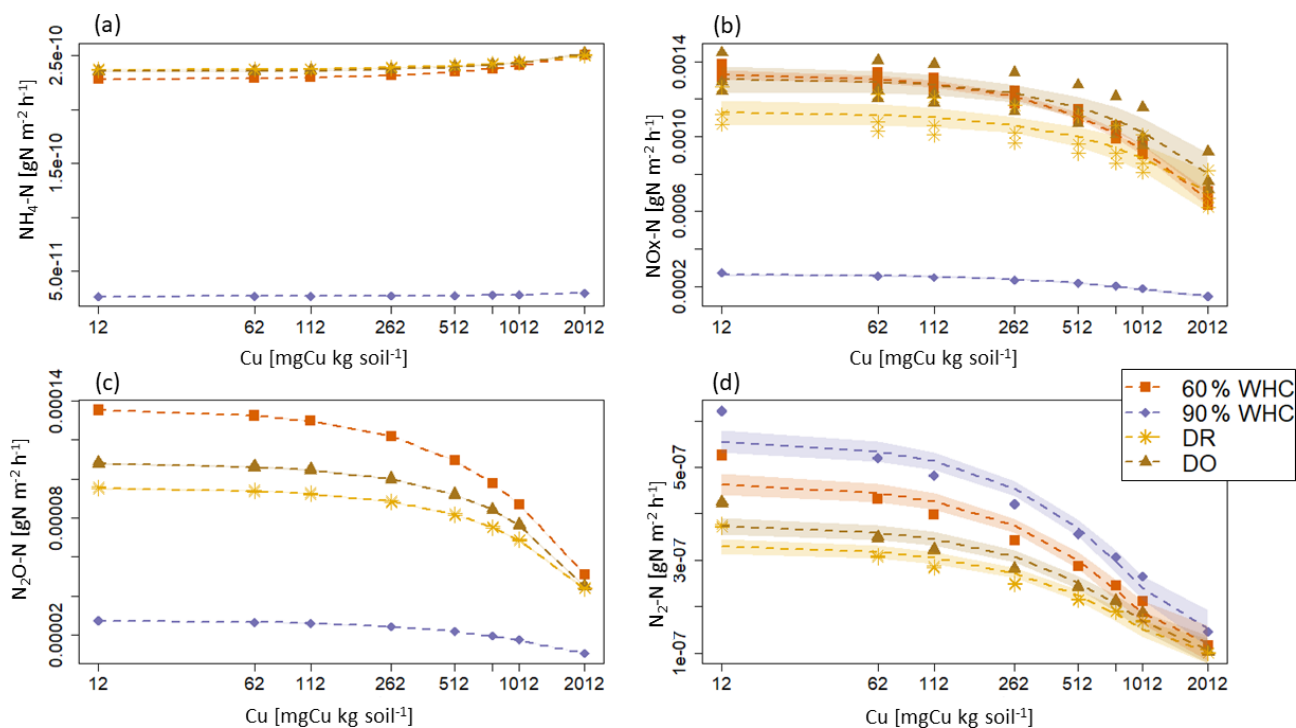 (a)
NH₄-N [gN m⁻² h⁻¹]
2.5e-10
1.5e-10
5.0e-11
12 62 112 262 512 1012 2012
Cu [mgCu kg soil⁻¹]
(b)
NOx-N [gN m⁻² h⁻¹]
0.0014
0.0010
0.0006
0.0002
12 62 112 262 512 1012 2012
Cu [mgCu kg soil⁻¹]
(c)
N₂O-N [gN m⁻² h⁻¹]
0.00014
0.00008
0.00002
12 62 112 262 512 1012 2012
Cu [mgCu kg soil⁻¹]
(d)
N₂-N [gN m⁻² h⁻¹]
5e-07
3e-07
1e-07
12 62 112 262 512 1012 2012
Cu [mgCu kg soil⁻¹]
60 % WHC
90 % WHC
DR
DO